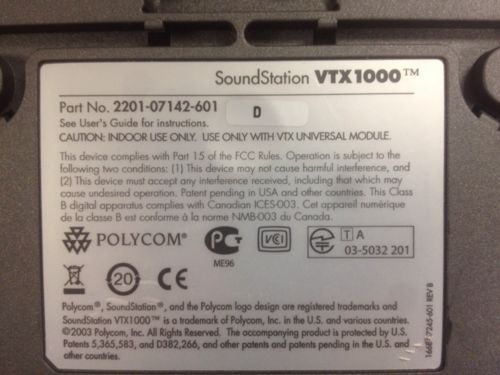 SoundStation VTX1000™
Part No. 2201-07142-601 D
See User's Guide for instructions.
CAUTION: INDOOR USE ONLY. USE ONLY WITH VTX UNIVERSAL MODULE.
This device complies with Part 15 of the FCC Rules. Operation is subject to the
following two conditions: (1) This device may not cause harmful interference, and
(2) This device must accept any interference received, including that which may
cause undesired operation. Patent pending in USA and other countries. This Class
B digital apparatus complies with Canadian ICES-003. Cet appareil numérique
de la classe B est conforme à la norme NMB-003 du Canada.
POLYCOM® PCT VCI T A
ME96 03-5032 201
20 CE
Polycom®, SoundStation®, and the Polycom logo design are registered trademarks and
SoundStation VTX1000™ is a trademark of Polycom, Inc. in the U.S. and various countries.
©2003 Polycom, Inc. All Rights Reserved. The accompanying product is protected by U.S.
Patents 5,365,583, and D382,266, and other patents and patents pending in the U.S. and
other countries.
7245-601 REV B